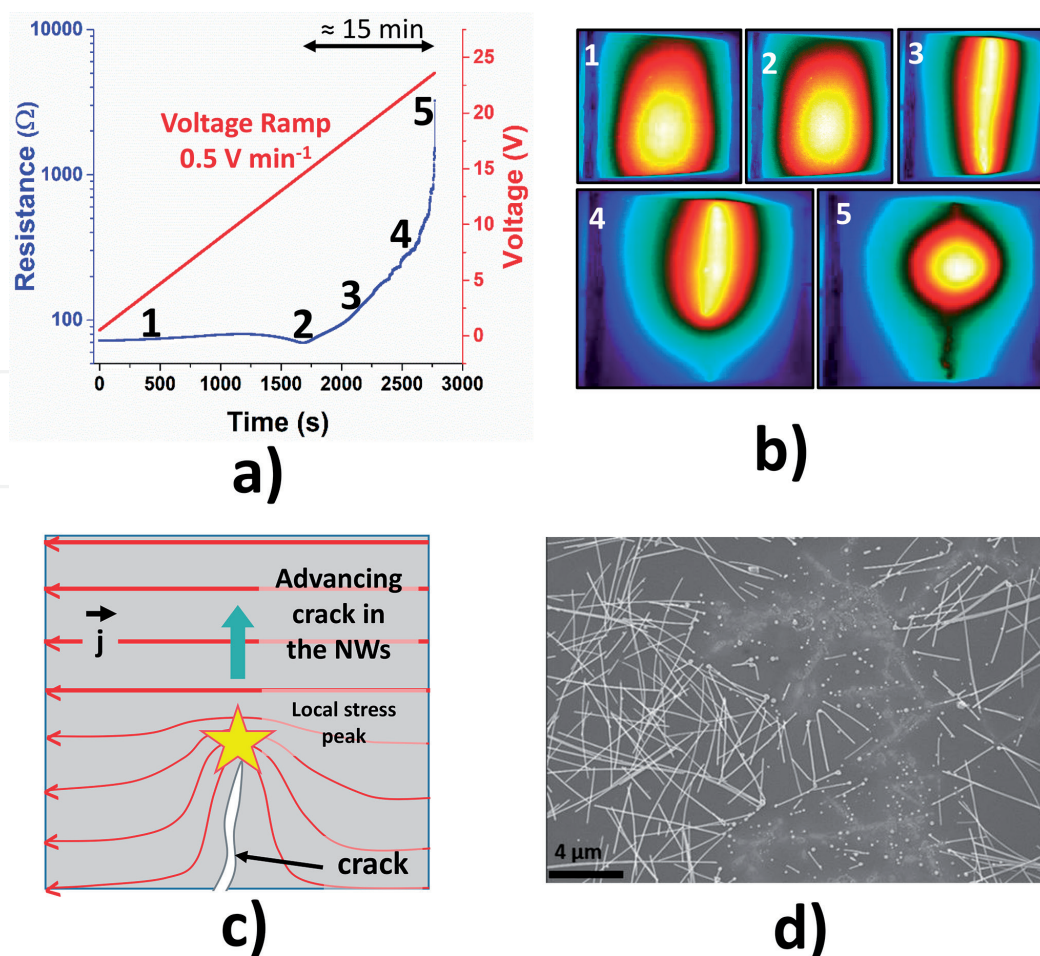 ≈ 15 min
10000
1000
100
Resistance (Ω)
25
20
15
10
5
0
Voltage (V)
Voltage Ramp
0.5 V min⁻¹
1
2
3
4
5
0
500
1000
1500
2000
2500
3000
Time (s)
a)
1
2
3
4
5
b)
Advancing
crack in
the NWs
j
Local stress
peak
crack
c)
4 µm
d)